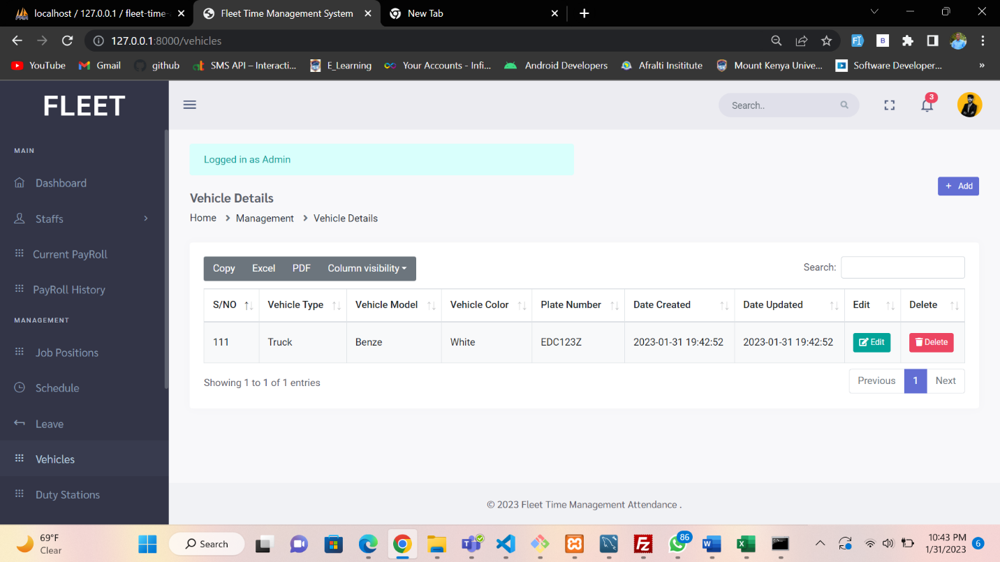 localhost / 127.0.0.1 / fleet-time-
Fleet Time Management System
New Tab
127.0.0.1:8000/vehicles
YouTube
Gmail
github
SMS API – Interacti...
E_Learning
Your Accounts - Infi...
Android Developers
Afralti Insititute
Mount Kenya Unive...
Software Developer...
»
FLEET
Search..
3
MAIN
Dashboard
Staffs
Current PayRoll
PayRoll History
MANAGEMENT
Job Positions
Schedule
Leave
Vehicles
Duty Stations
Logged in as Admin
+ Add
Vehicle Details
Home > Management > Vehicle Details
Copy Excel PDF Column visibility
Search:
S/NO Vehicle Type Vehicle Model Vehicle Color Plate Number Date Created Date Updated Edit Delete
111 Truck Benze White EDC123Z 2023-01-31 19:42:52 2023-01-31 19:42:52 Edit Delete
Showing 1 to 1 of 1 entries
Previous 1 Next
© 2023 Fleet Time Management Attendance .
69°F
Clear
Search
86
10:43 PM
1/31/2023
6